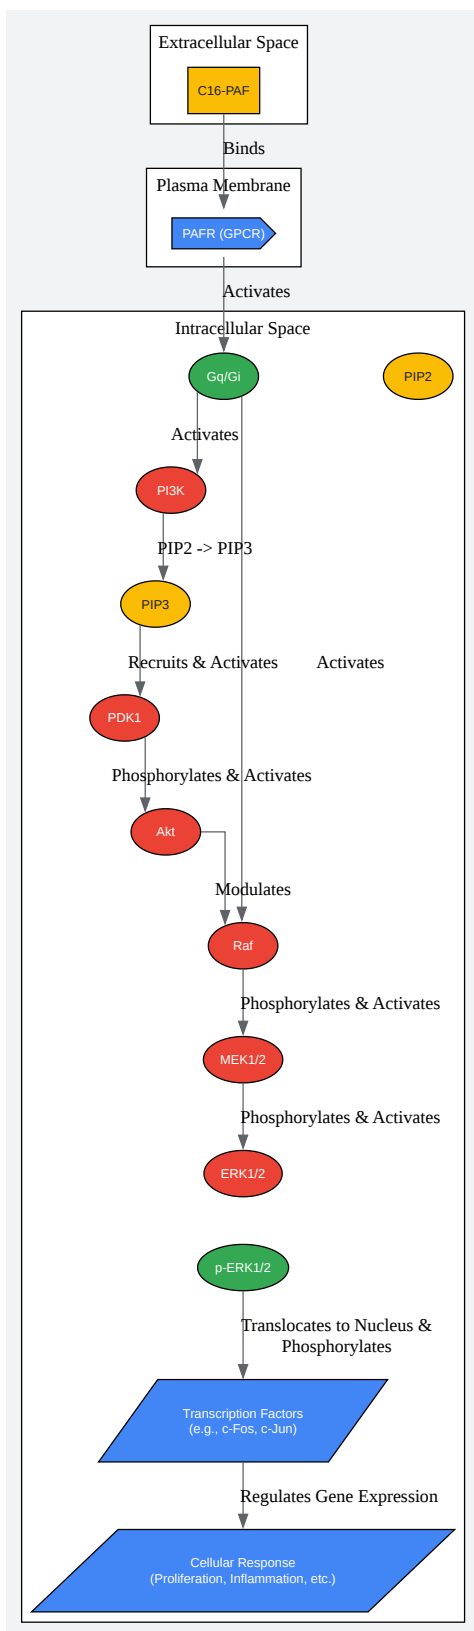 Extracellular Space
C16-PAF
Binds
Plasma Membrane
PAFR (GPCR)
Activates
Intracellular Space
Gq/Gi
PIP2
Activates
PI3K
PIP2 -> PIP3
PIP3
Recruits & Activates
Activates
PDK1
Phosphorylates & Activates
Akt
Modulates
Raf
Phosphorylates & Activates
MEK1/2
Phosphorylates & Activates
ERK1/2
p-ERK1/2
Translocates to Nucleus &
Phosphorylates
Transcription Factors
(e.g., c-Fos, c-Jun)
Regulates Gene Expression
Cellular Response
(Proliferation, Inflammation, etc.)